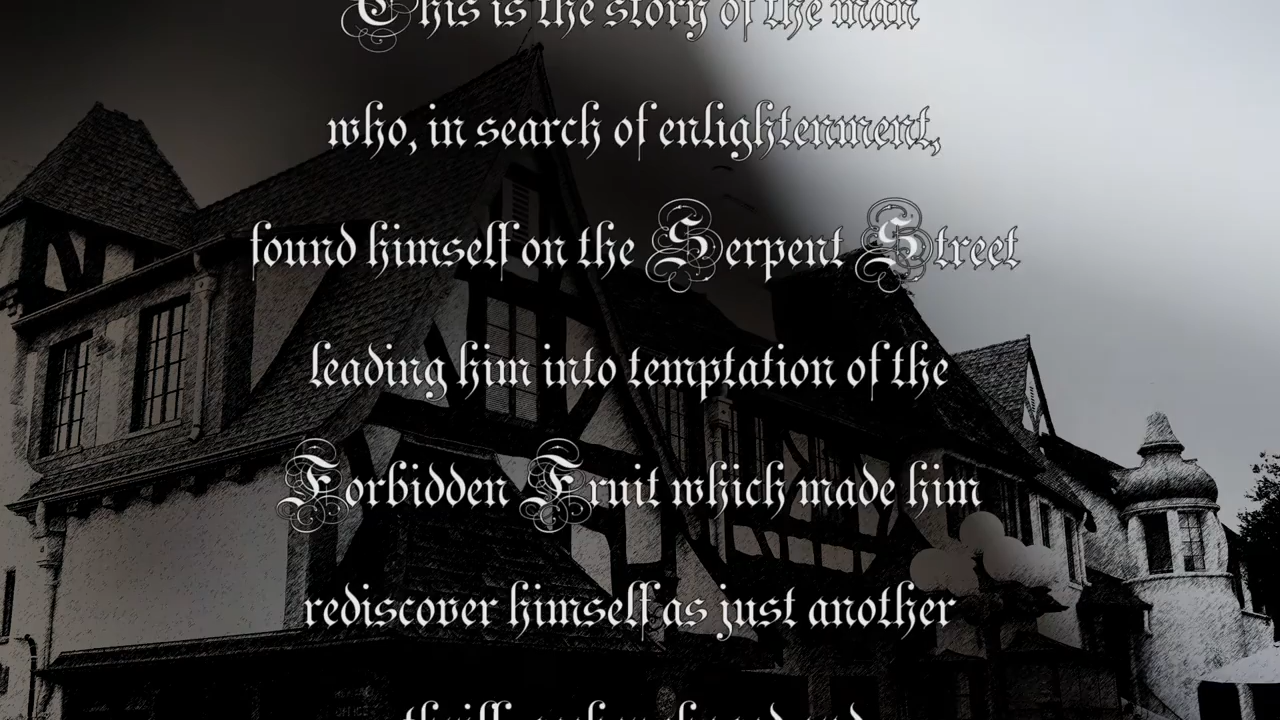 This is the story of the man
who, in search of enlightenment,
found himself on the Serpent Street
leading him into temptation of the
Forbidden Fruit which made him
rediscover himself as just another